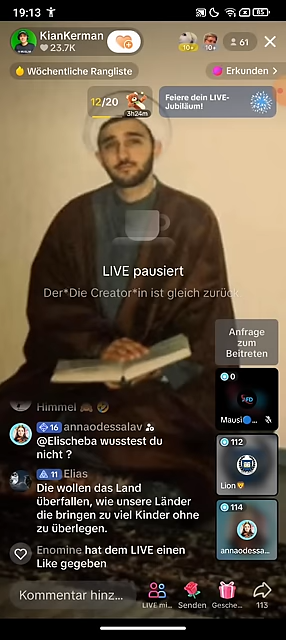 19:13
85
KianKerman
23.7K
10+
10+
61
Wöchentliche Rangliste
Erkunden
12/20
3h24m
Feiere dein LIVE-
Jubiläum!
LIVE pausiert
Der*Die Creator*in ist gleich zurück
Anfrage
zum
Beitreten
0
Mausi
Himmel
16 annaodessalav
@Elischeba wusstest du
nicht ?
112
Lion
11 Elias
Die wollen das Land
überfallen, wie unsere Länder
die bringen zu viel Kinder ohne
zu überlegen.
114
annaodessa...
Enomine hat dem LIVE einen
Like gegeben
Kommentar hinz...
LIVE mi...
Senden
Gesche...
113